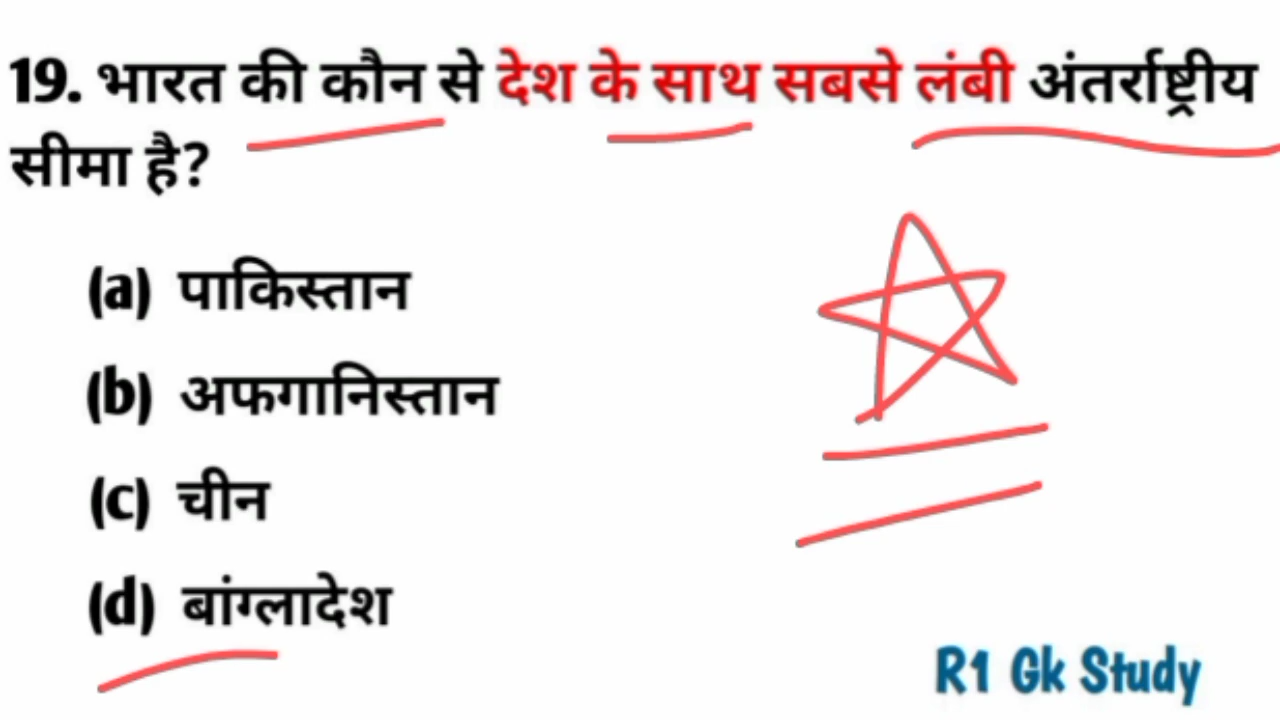 19. भारत की कौन से देश के साथ सबसे लंबी अंतर्राष्ट्रीय
सीमा है?
(a) पाकिस्तान
(b) अफगानिस्तान
(c) चीन
(d) बांग्लादेश
R1 Gk Study